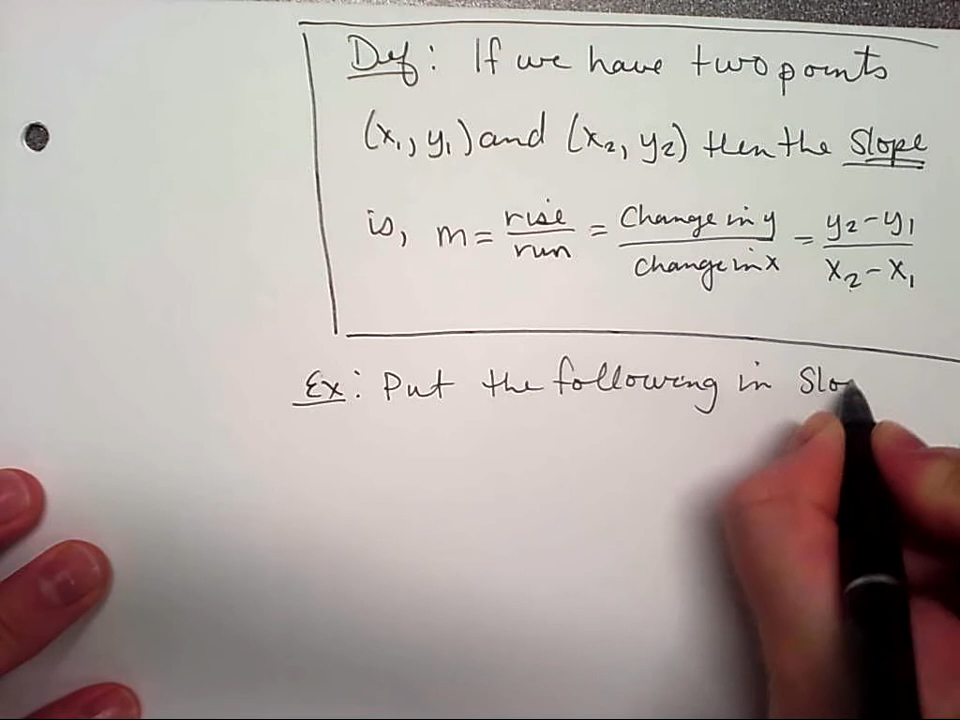 Def: If we have two points
(x₁, y₁) and (x₂, y₂) then the Slope
is, m = rise/run = Change in y/change in x = y₂-y₁/x₂-x₁
Ex: Put the following in Slo